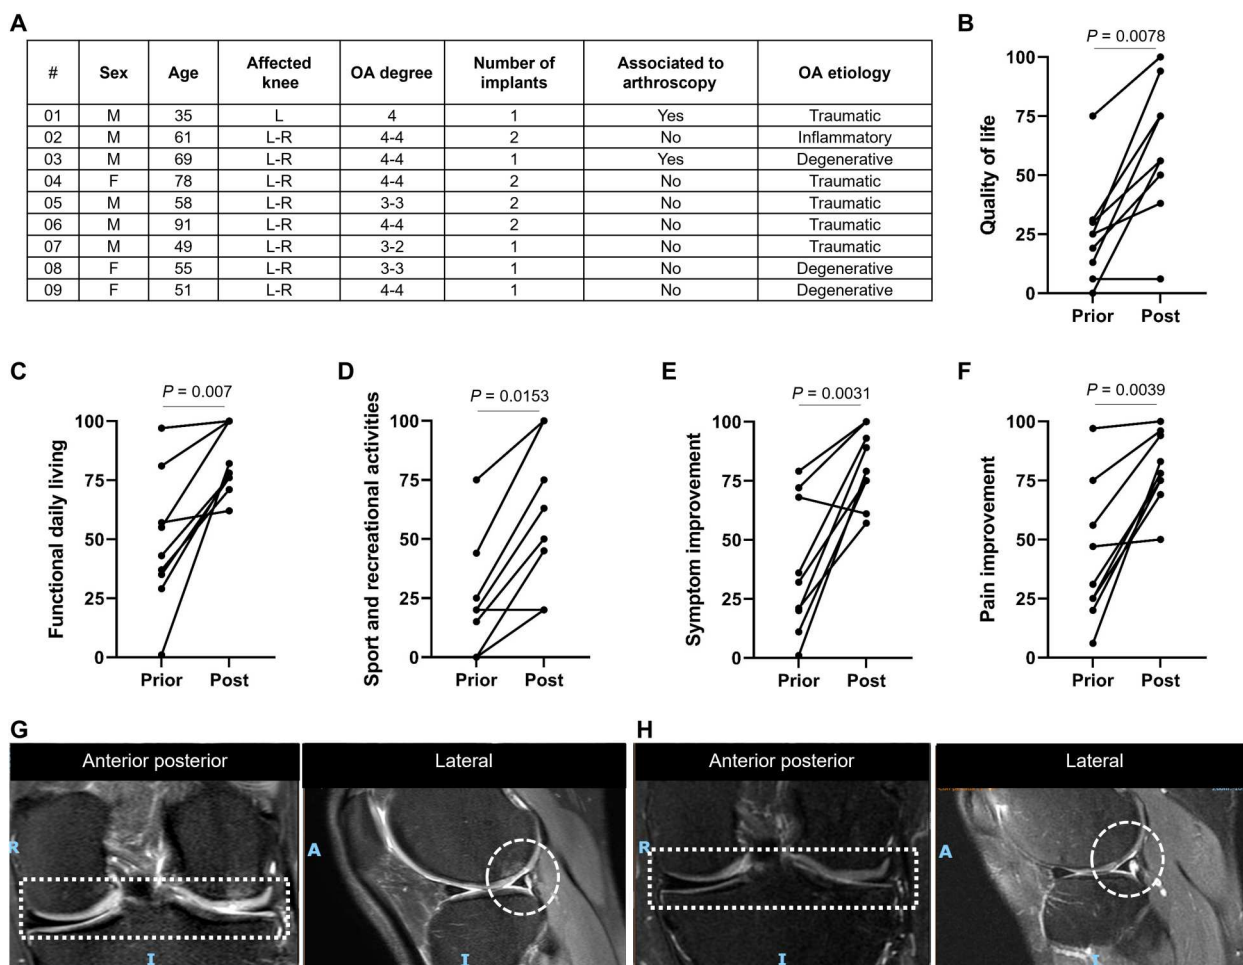 A
# Sex Age Affected knee OA degree Number of implants Associated to arthroscopy OA etiology
01 M 35 L 4 1 Yes Traumatic
02 M 61 L-R 4-4 2 No Inflammatory
03 M 69 L-R 4-4 1 Yes Degenerative
04 F 78 L-R 4-4 2 No Traumatic
05 M 58 L-R 3-3 2 No Traumatic
06 M 91 L-R 4-4 2 No Traumatic
07 M 49 L-R 3-2 1 No Traumatic
08 F 55 L-R 3-3 1 No Degenerative
09 F 51 L-R 4-4 1 No Degenerative
B
P = 0.0078
Quality of life
100
75
50
25
0
Prior Post
C
P = 0.007
Functional daily living
100
75
50
25
0
Prior Post
D
P = 0.0153
Sport and recreational activities
100
75
50
25
0
Prior Post
E
P = 0.0031
Symptom improvement
100
75
50
25
0
Prior Post
F
P = 0.0039
Pain improvement
100
75
50
25
0
Prior Post
G
Anterior posterior
R
I
Lateral
A
I
H
Anterior posterior
R
I
Lateral
A